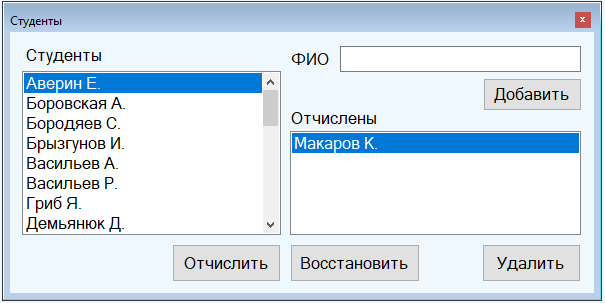 Студенты
Студенты
Аверин Е.
Боровская А.
Бородяев С.
Брызгунов И.
Васильев А.
Васильев Р.
Гриб Я.
Демьянюк Д.
ФИО
Добавить
Отчислены
Макаров К.
Отчислить
Восстановить
Удалить